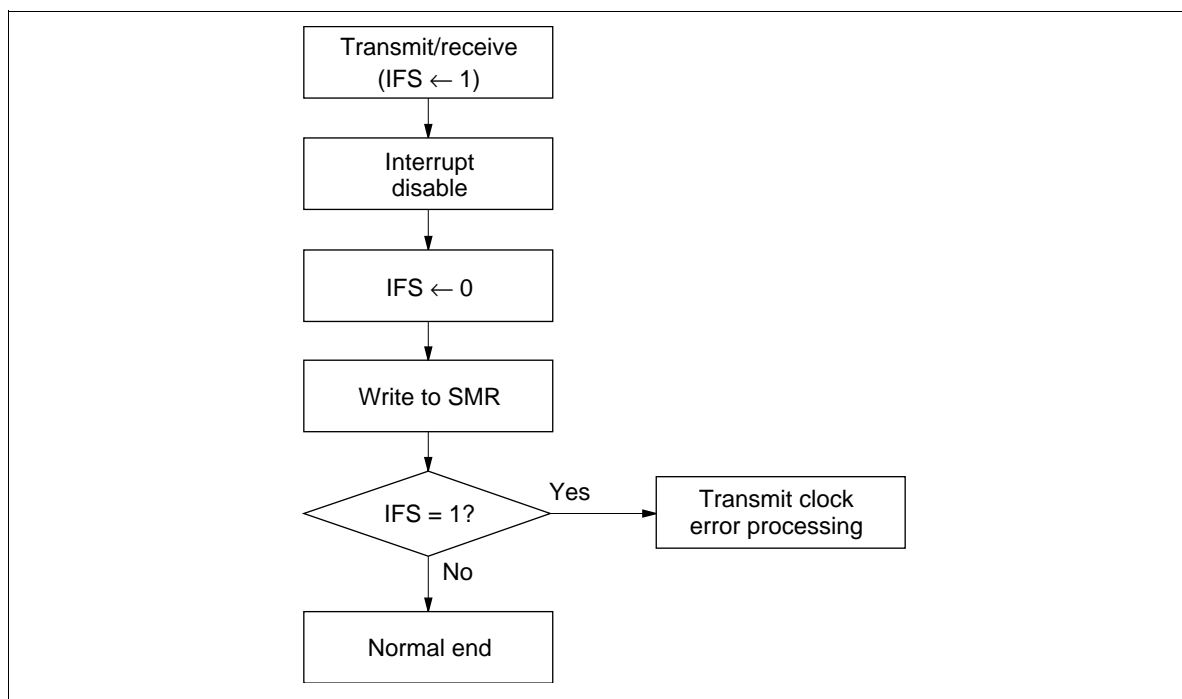 Transmit/receive
(IFS ← 1)
Interrupt
disable
IFS ← 0
Write to SMR
IFS = 1?
Yes
Transmit clock
error processing
No
Normal end